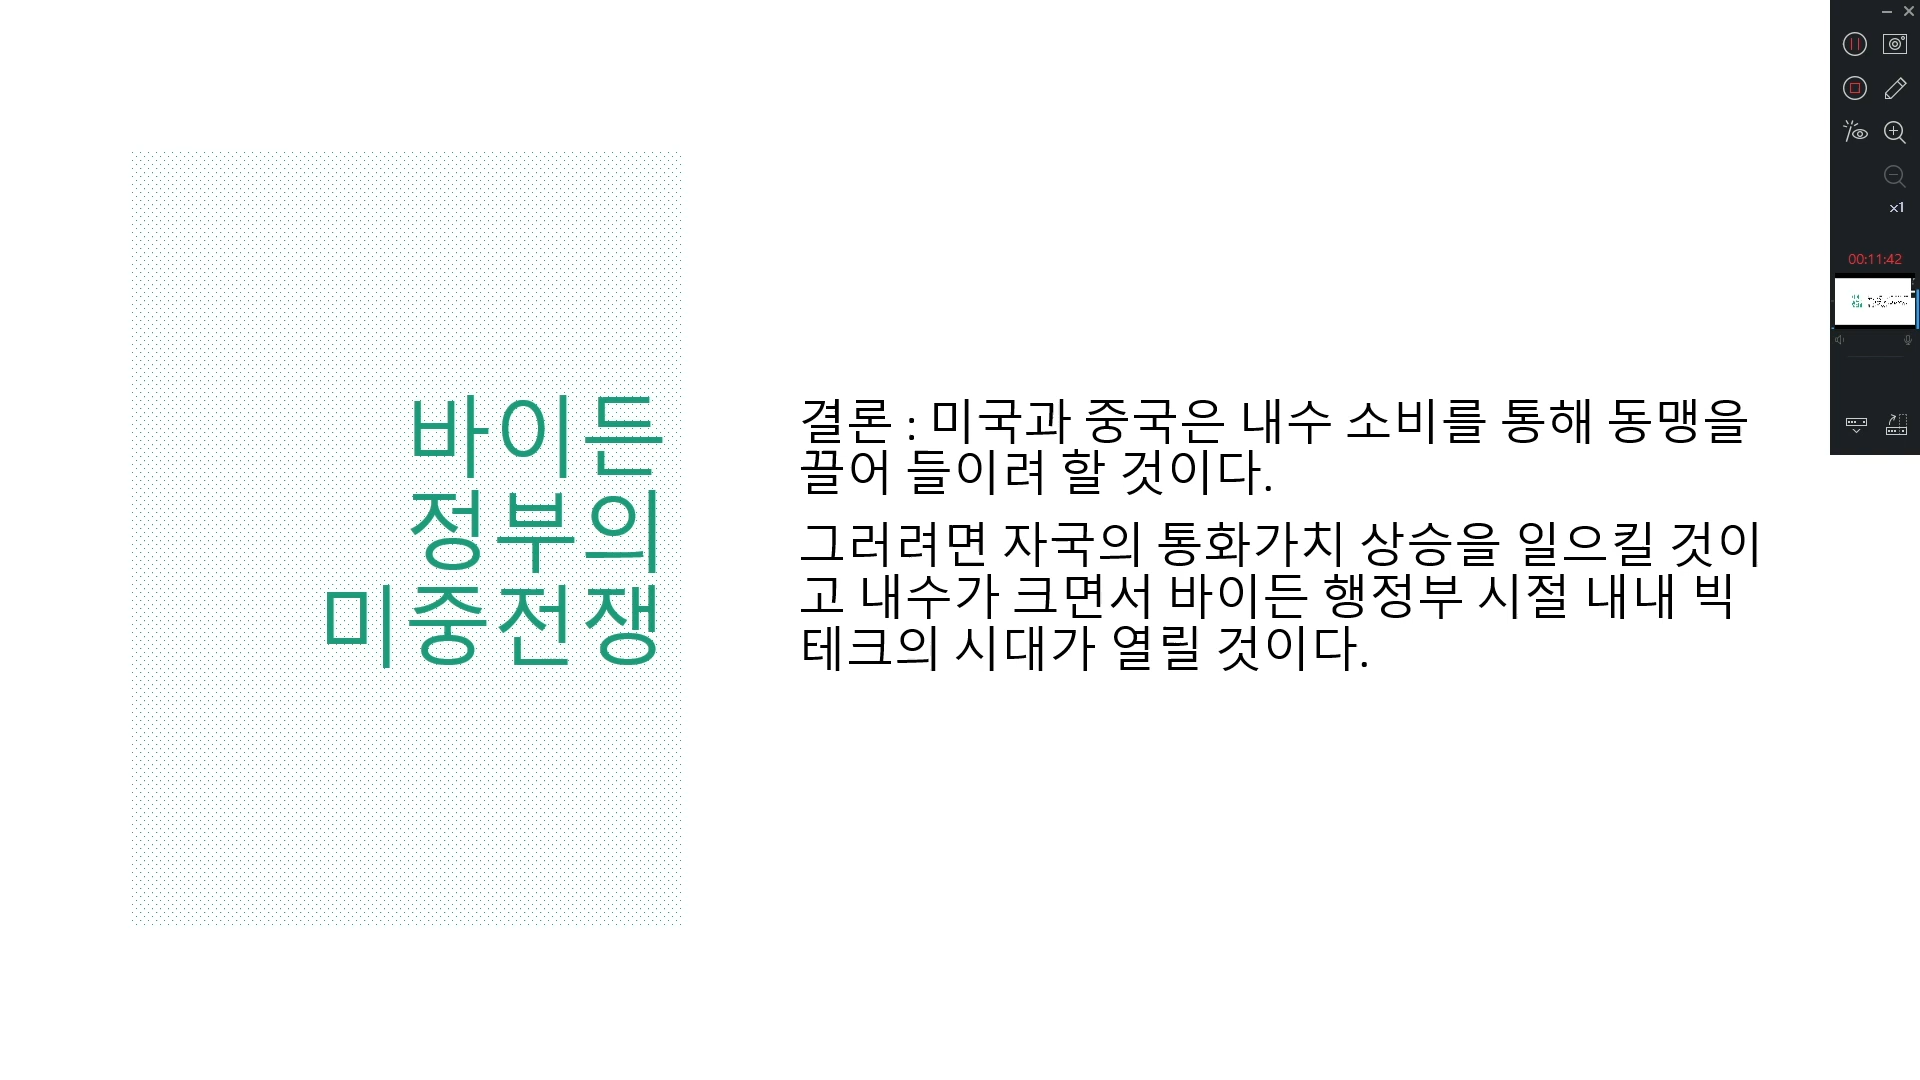 바이든
정부의
미중전쟁
결론 : 미국과 중국은 내수 소비를 통해 동맹을
끌어 들이려 할 것이다.
그러려면 자국의 통화가치 상승을 일으킬 것이
고 내수가 크면서 바이든 행정부 시절 내내 빅
테크의 시대가 열릴 것이다.
x1
00:11:42